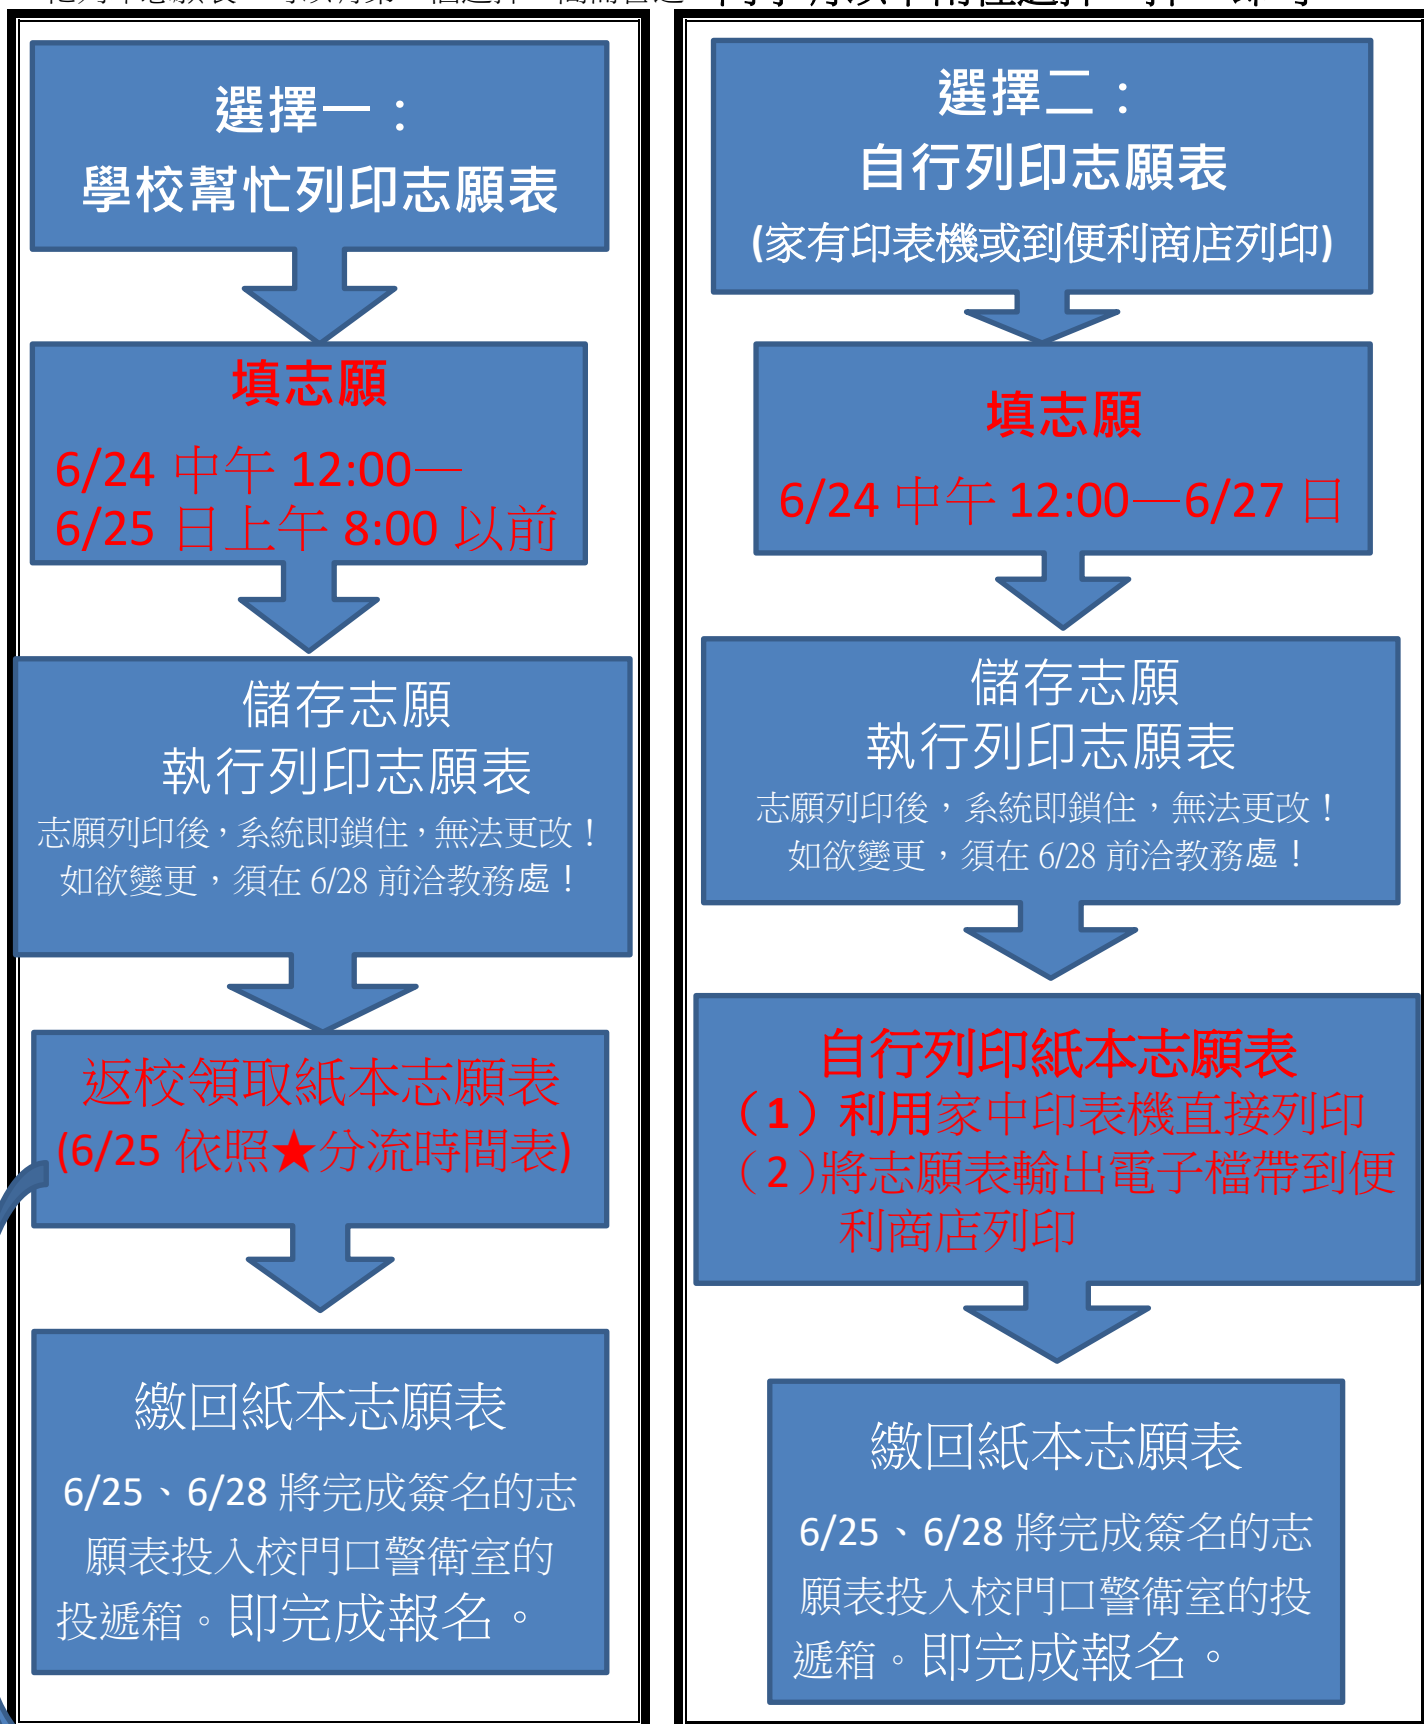 選擇一：
學校幫忙列印志願表
填志願
6/24 中午 12:00—
6/25 日上午 8:00 以前
儲存志願
執行列印志願表
志願列印後，系統即鎖住，無法更改！
如欲變更，須在 6/28 前洽教務處！
返校領取紙本志願表
(6/25 依照★分流時間表)
繳回紙本志願表
6/25、6/28 將完成簽名的志
願表投入校門口警衛室的
投遞箱。即完成報名。
選擇二：
自行列印志願表
(家有印表機或到便利商店列印)
填志願
6/24 中午 12:00—6/27 日
儲存志願
執行列印志願表
志願列印後，系統即鎖住，無法更改！
如欲變更，須在 6/28 前洽教務處！
自行列印紙本志願表
（1）利用家中印表機直接列印
（2）將志願表輸出電子檔帶到便
利商店列印
繳回紙本志願表
6/25、6/28 將完成簽名的志
願表投入校門口警衛室的投
遞箱。即完成報名。